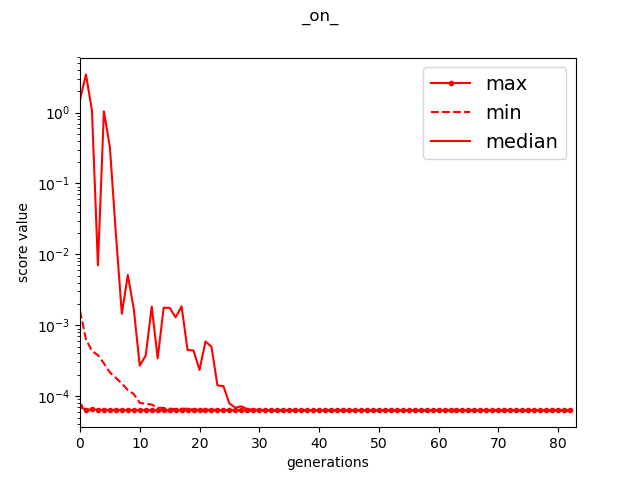 _on_
max
min
median
score value
10⁰
10⁻¹
10⁻²
10⁻³
10⁻⁴
0 10 20 30 40 50 60 70 80
generations